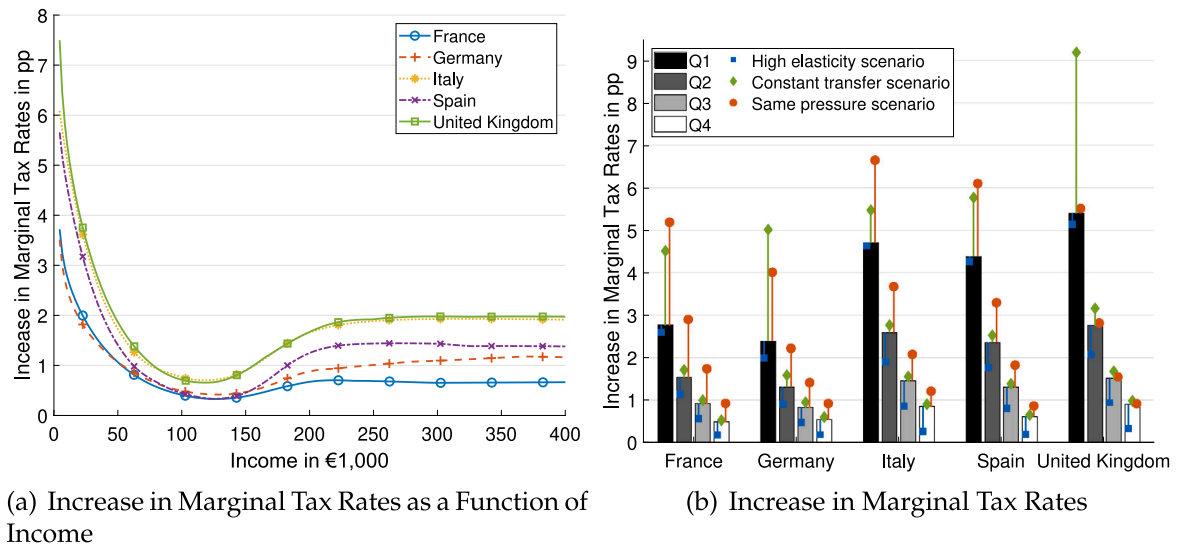 8
7
6
5
4
3
2
1
0
Increase in Marginal Tax Rates in pp
France
Germany
Italy
Spain
United Kingdom
0 50 100 150 200 250 300 350 400
Income in €1,000
(a) Increase in Marginal Tax Rates as a Function of
Income
9
8
7
6
5
4
3
2
1
0
Increase in Marginal Tax Rates in pp
Q1
Q2
Q3
Q4
High elasticity scenario
Constant transfer scenario
Same pressure scenario
France Germany Italy Spain United Kingdom
(b) Increase in Marginal Tax Rates